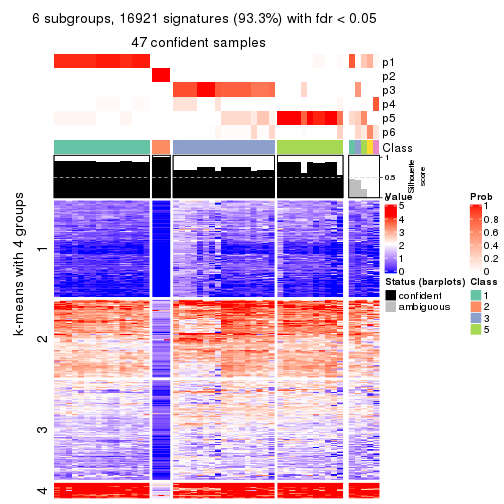 6 subgroups, 16921 signatures (93.3%) with fdr < 0.05
47 confident samples
p1
p2
p3
p4
p5
p6
Class
1
0.5
0
Silhouette
score
k-means with 4 groups
1
2
3
4
Value
5
4
3
2
1
0
Prob
1
0.8
0.6
0.4
0.2
0
Status (barplots)
confident
ambiguous
Class
1
2
3
5